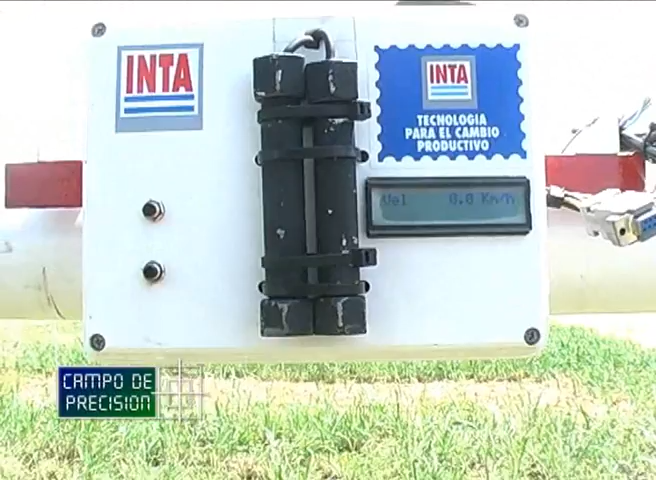 INTA
INTA
TECNOLOGIA
PARA EL CAMBIO
PRODUCTIVO
Vel 0.0 Km/h
CAMPO DE
PRECISION